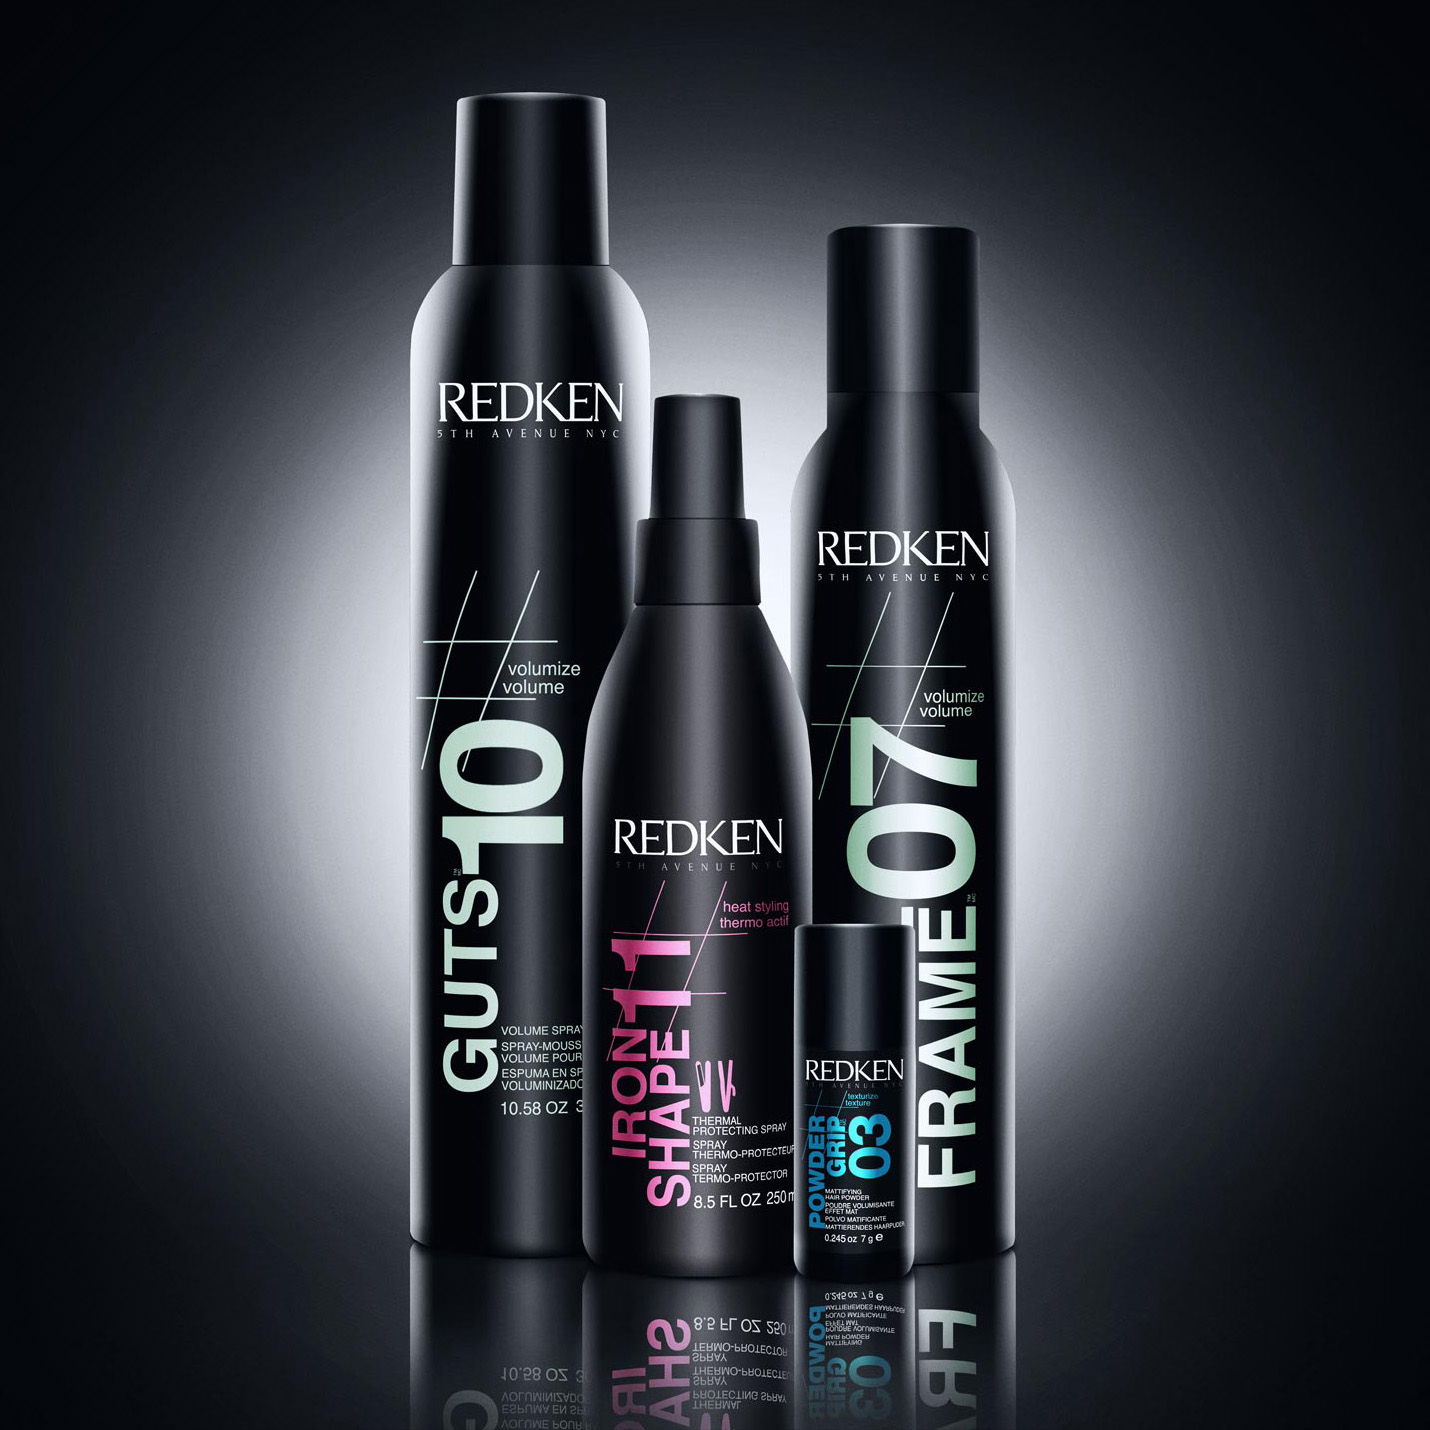 REDKEN
5TH AVENUE NYC
volumize
volume
GUTS 10
VOLUME SPRAY
SPRAY-MOUSS
VOLUME POUR
ESPUMA EN SP
VOLUMINIZADO
10.58 OZ 3
REDKEN
5TH AVENUE NYC
heat styling
thermo actif
IRON
SHAPE 11
THERMAL
PROTECTING SPRAY
SPRAY
THERMO-PROTECTEUR
SPRAY
TERMO-PROTECTOR
8.5 FL OZ 250 m
REDKEN
5TH AVENUE NYC
texturize
texture
POWDER
GRIP 03
MATTIFYING
HAIR POWDER
POUDRE VOLUMISANTE
EFFET MAT
POLVO MATIFICANTE
MATTIERENDES HAARPUDER
0.245 oz 7 g e
REDKEN
5TH AVENUE NYC
volumize
volume
FRAME 07